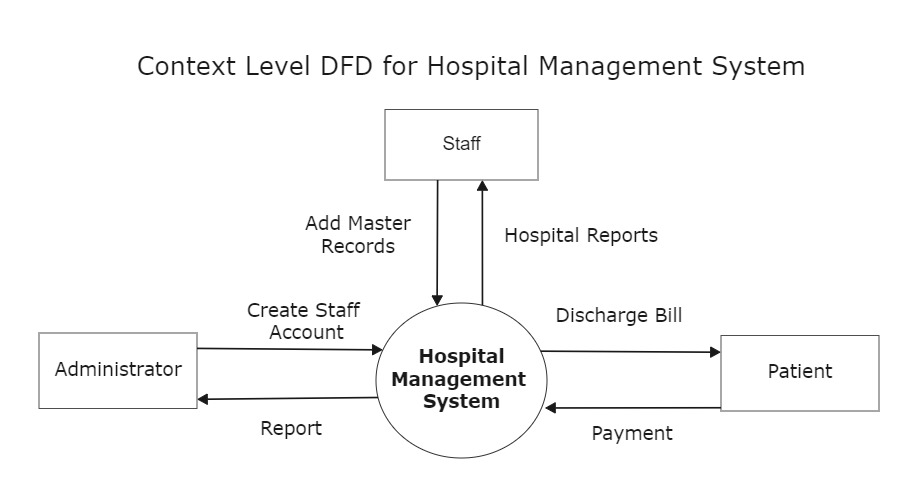 Context Level DFD for Hospital Management System
Staff
Add Master
Records
Hospital Reports
Create Staff
Account
Discharge Bill
Administrator
Hospital
Management
System
Patient
Report
Payment